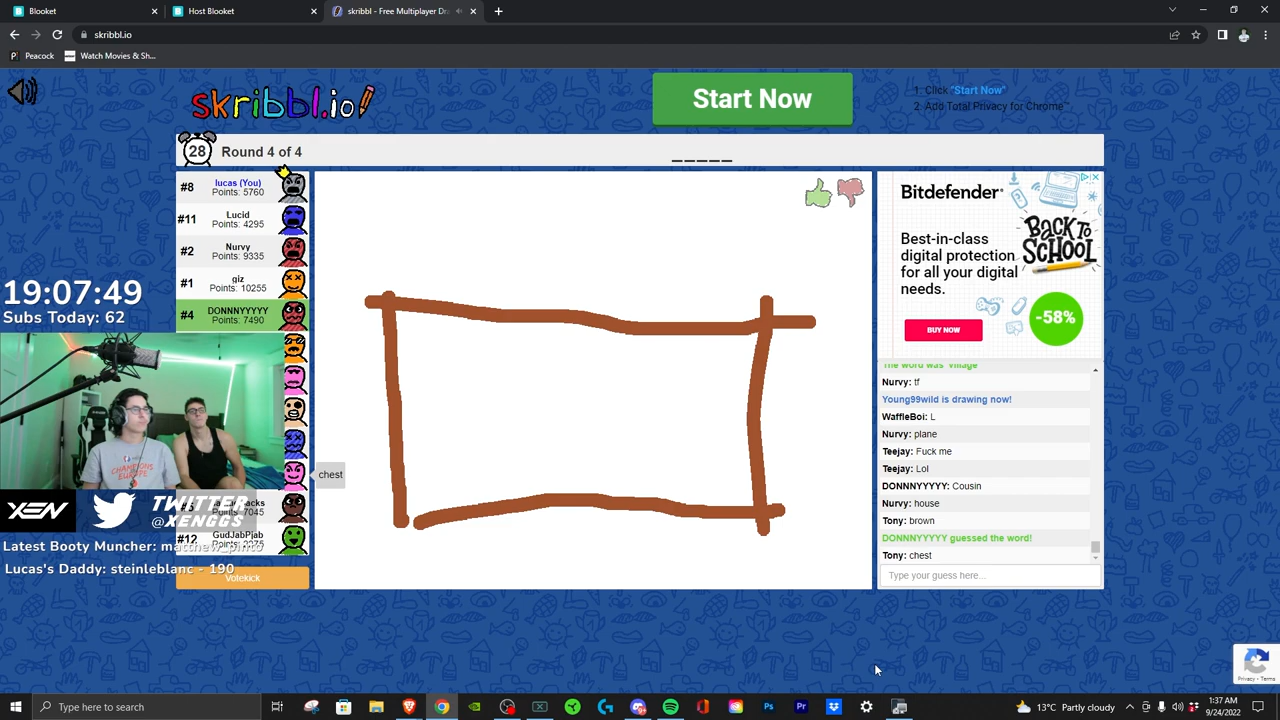 Blooket
Host Blooket
skribbl - Free Multiplayer Dr
skribbl.io
Peacock
Watch Movies & Sh...
skribbl.io
Start Now
1. Click "Start Now"
2. Add Total Privacy for Chrome™
28
Round 4 of 4
_ _ _ _ _
#8 lucas (You)
Points: 5760
#11 Lucid
Points: 4295
#2 Nurvy
Points: 9335
#1 giz
Points: 10255
#4 DONNNYYYYY
Points: 7490
19:07:49
Subs Today: 62
chest
Points: 7045
#12 GudJabPjab
XEN
TWITTER
@XENGGS
Latest Booty Muncher:
Lucas's Daddy: steinleblanc - 190
Votekick
Bitdefender
BACK TO SCHOOL
Best-in-class
digital protection
for all your digital
needs.
-58%
BUY NOW
The word was 'village'
Nurvy: tf
Young99wild is drawing now!
WaffleBoi: L
Nurvy: plane
Teejay: Fuck me
Teejay: Lol
DONNNYYYYY: Cousin
Nurvy: house
Tony: brown
DONNNYYYYY guessed the word!
Tony: chest
Type your guess here...
Privacy - Terms
Type here to search
13°C Partly cloudy
1:37 AM
9/24/2022